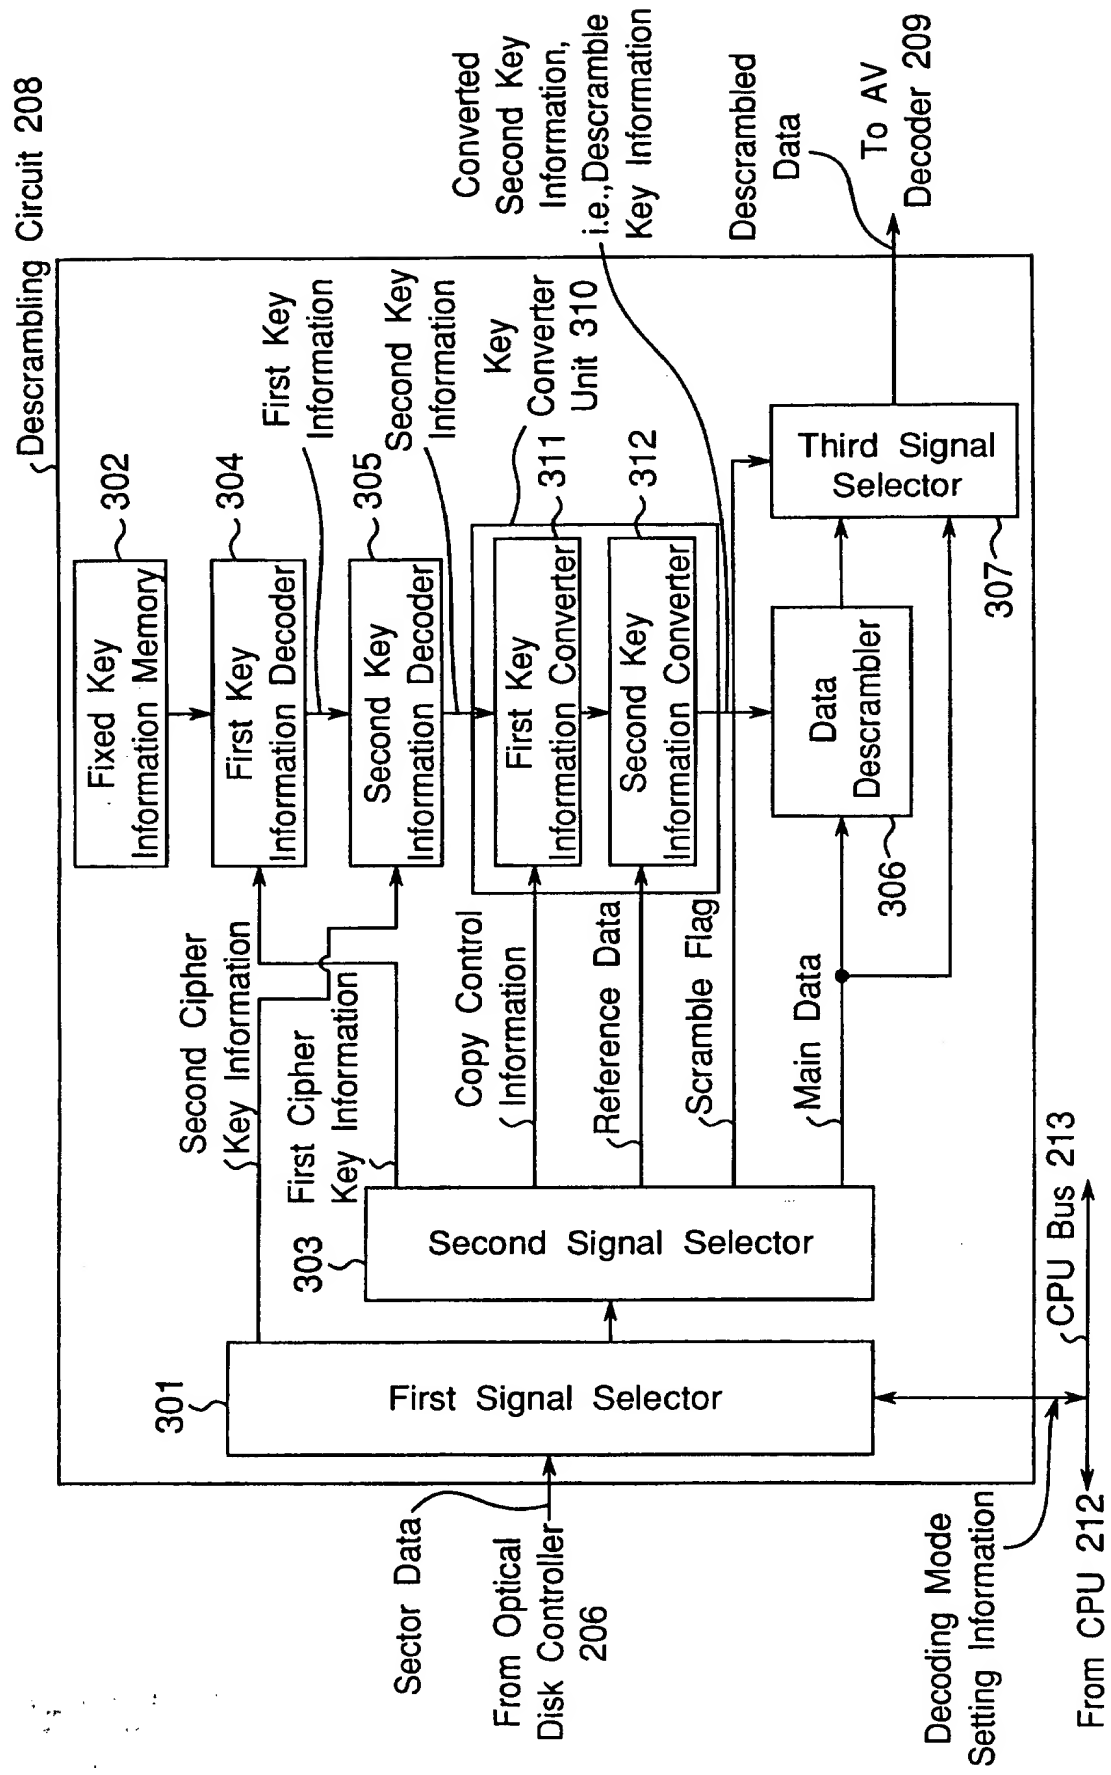 Descrambling Circuit 208
Fixed Key
Information Memory
302
First Key
Information Decoder
304
First Key
Information
Second Key
Information Decoder
305
Second Key
Information
Key
Converter
Unit 310
First Key
Information Converter
311
Second Key
Information Converter
312
Converted
Second Key
Information,
i.e.,Descramble
Key Information
Second Cipher
Key Information
First Cipher
Key Information
Copy Control
Information
Reference Data
Scramble Flag
Main Data
301
First Signal Selector
303
Second Signal Selector
Data
Descrambler
306
Third Signal
Selector
307
Descrambled
Data
To AV
Decoder 209
Sector Data
From Optical
Disk Controller
206
Decoding Mode
Setting Information
CPU Bus 213
From CPU 212